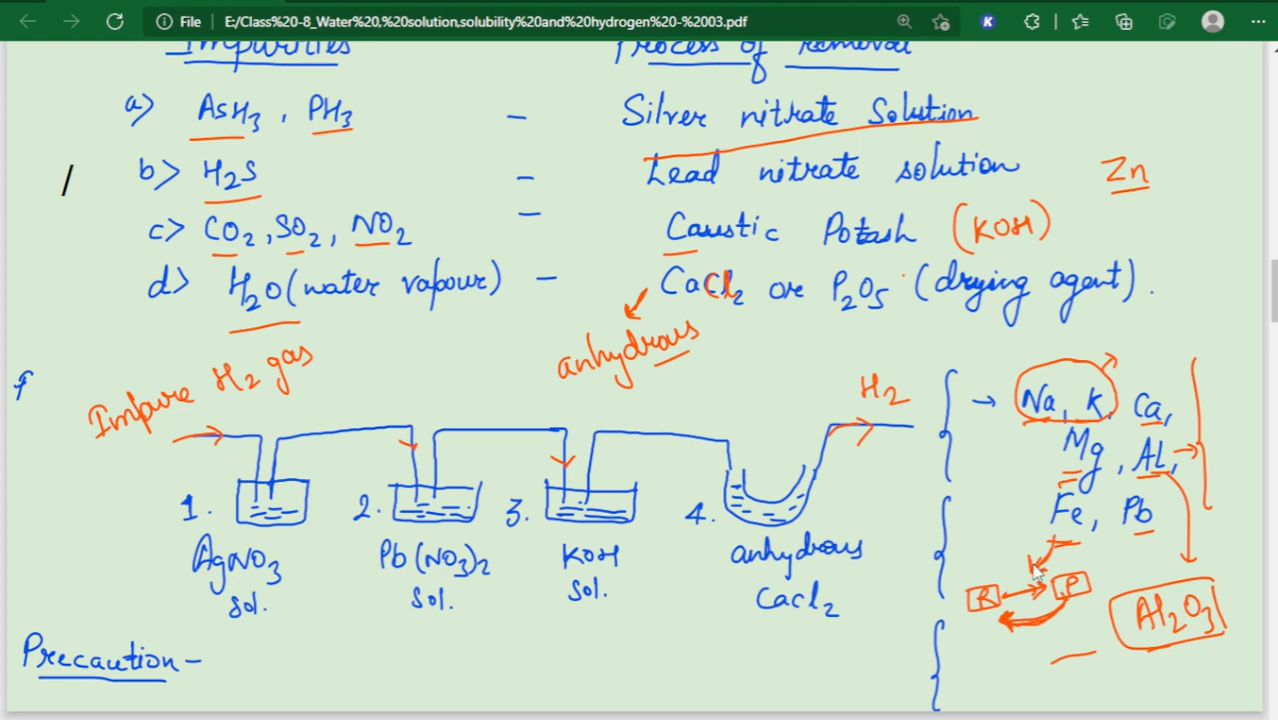 File | E:/Class%20-8_Water%20,%20solution,solubility%20and%20hydrogen%20-%2003.pdf
Impurities Process of removal
a) AsH3, PH3 - Silver nitrate Solution
b) H2S - Lead nitrate solution Zn
c) CO2, SO2, NO2 - Caustic Potash (KOH)
d) H2O (water vapour) - CaCl2 or P2O5 (drying agent).
anhydrous
Impure H2 gas H2
→ Na, K, Ca,
Mg, Al,
Fe, Pb
1. 2. 3. 4.
AgNO3 Pb(NO3)2 KOH anhydrous
sol. sol. sol. CaCl2
R P Al2O3
Precaution -